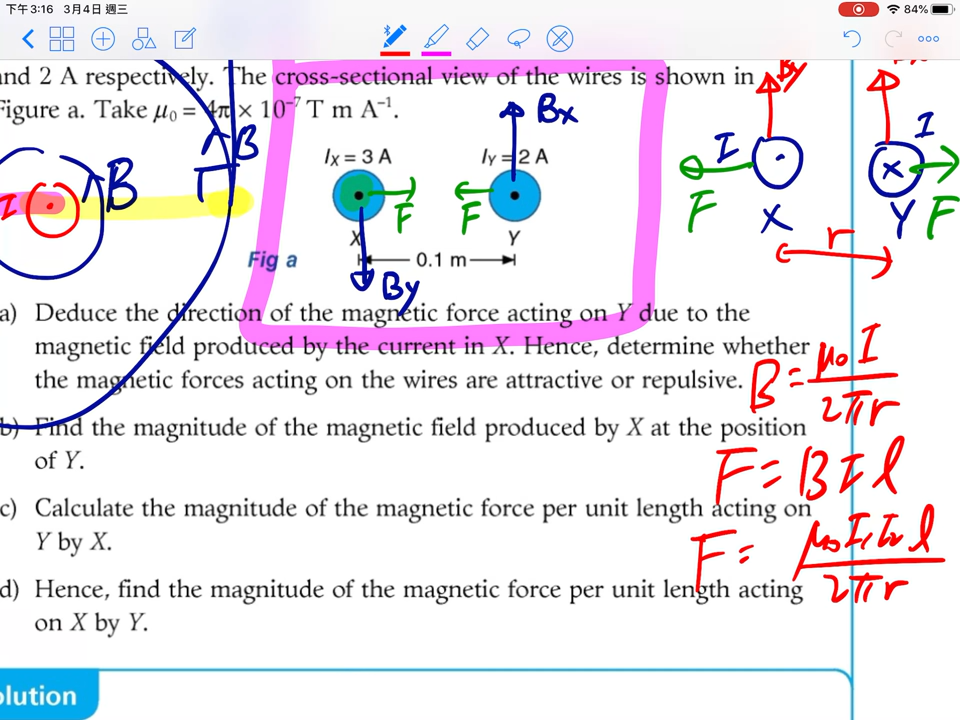 下午3:16 3月4日 週三
84%
and 2 A respectively. The cross-sectional view of the wires is shown in
Figure a. Take μ₀ = 4π × 10⁻⁷ T m A⁻¹.
Iₓ = 3 A
I_Y = 2 A
Bx
F
F
X
Y
By
0.1 m
Fig a
I
B
B
By
I
I
F
F
X
Y
r
a) Deduce the direction of the magnetic force acting on Y due to the
magnetic field produced by the current in X. Hence, determine whether
the magnetic forces acting on the wires are attractive or repulsive.
b) Find the magnitude of the magnetic field produced by X at the position
of Y.
c) Calculate the magnitude of the magnetic force per unit length acting on
Y by X.
d) Hence, find the magnitude of the magnetic force per unit length acting
on X by Y.
B = μ₀I / 2πr
F = BIl
F = μ₀I₁I₂l / 2πr
olution